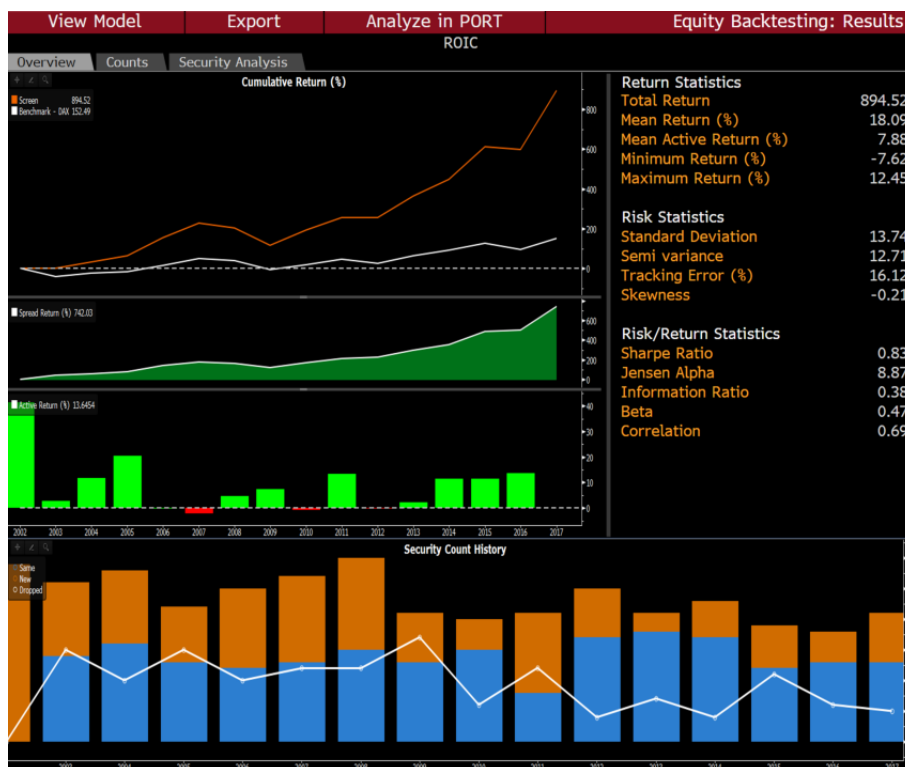 View Model Export Analyze in PORT Equity Backtesting: Results
ROIC
Overview Counts Security Analysis
Cumulative Return (%)
Screen 894.52
Benchmark - DAX 152.49
800
600
400
200
0
Spread Return (%) 742.03
600
400
200
0
Active Return (%) 13.6454
40
30
20
10
0
2002 2003 2004 2005 2006 2007 2008 2009 2010 2011 2012 2013 2014 2015 2016 2017
Return Statistics
Total Return 894.52
Mean Return (%) 18.09
Mean Active Return (%) 7.88
Minimum Return (%) -7.62
Maximum Return (%) 12.45
Risk Statistics
Standard Deviation 13.74
Semi variance 12.71
Tracking Error (%) 16.12
Skewness -0.21
Risk/Return Statistics
Sharpe Ratio 0.83
Jensen Alpha 8.87
Information Ratio 0.38
Beta 0.47
Correlation 0.69
Security Count History
Same
New
Dropped